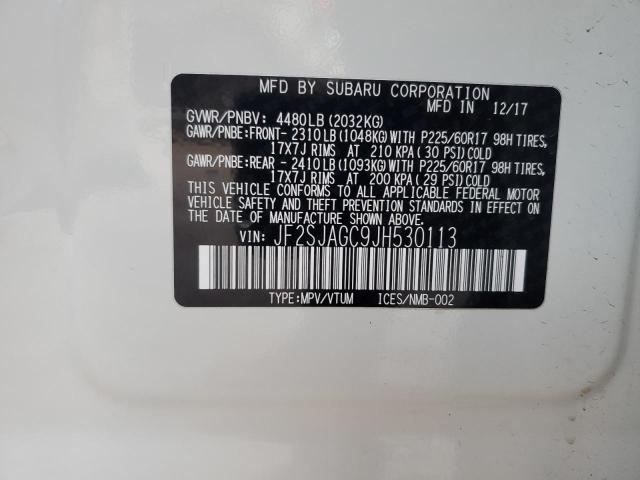 MFD BY SUBARU CORPORATION
MFD IN 12/17
GVWR/PNBV: 4480LB (2032KG)
GAWR/PNBE:FRONT- 2310LB (1048KG) WITH P225/60R17 98H TIRES,
17X7J RIMS AT 210 KPA (30 PSI) COLD
GAWR/PNBE:REAR - 2410LB (1093KG) WITH P225/60R17 98H TIRES,
17X7J RIMS AT 200 KPA (29 PSI) COLD
THIS VEHICLE CONFORMS TO ALL APPLICABLE FEDERAL MOTOR
VEHICLE SAFETY AND THEFT PREVENTION STANDARDS IN EFFECT
ON THE DATE OF MANUFACTURE SHOWN ABOVE.
VIN: JF2SJAGC9JH530113
TYPE:MPV/VTUM ICES/NMB-002